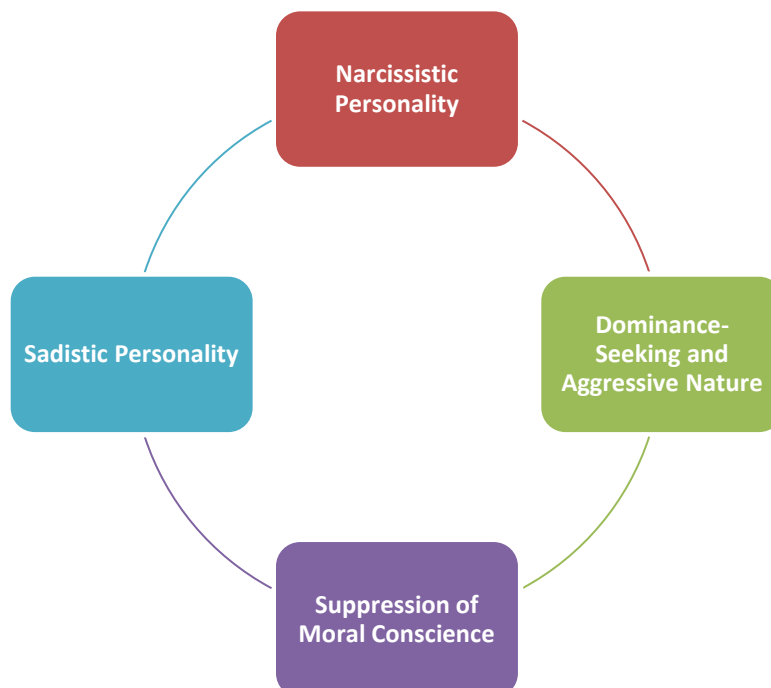 Narcissistic
Personality
Dominance-
Seeking and
Aggressive Nature
Suppression of
Moral Conscience
Sadistic Personality